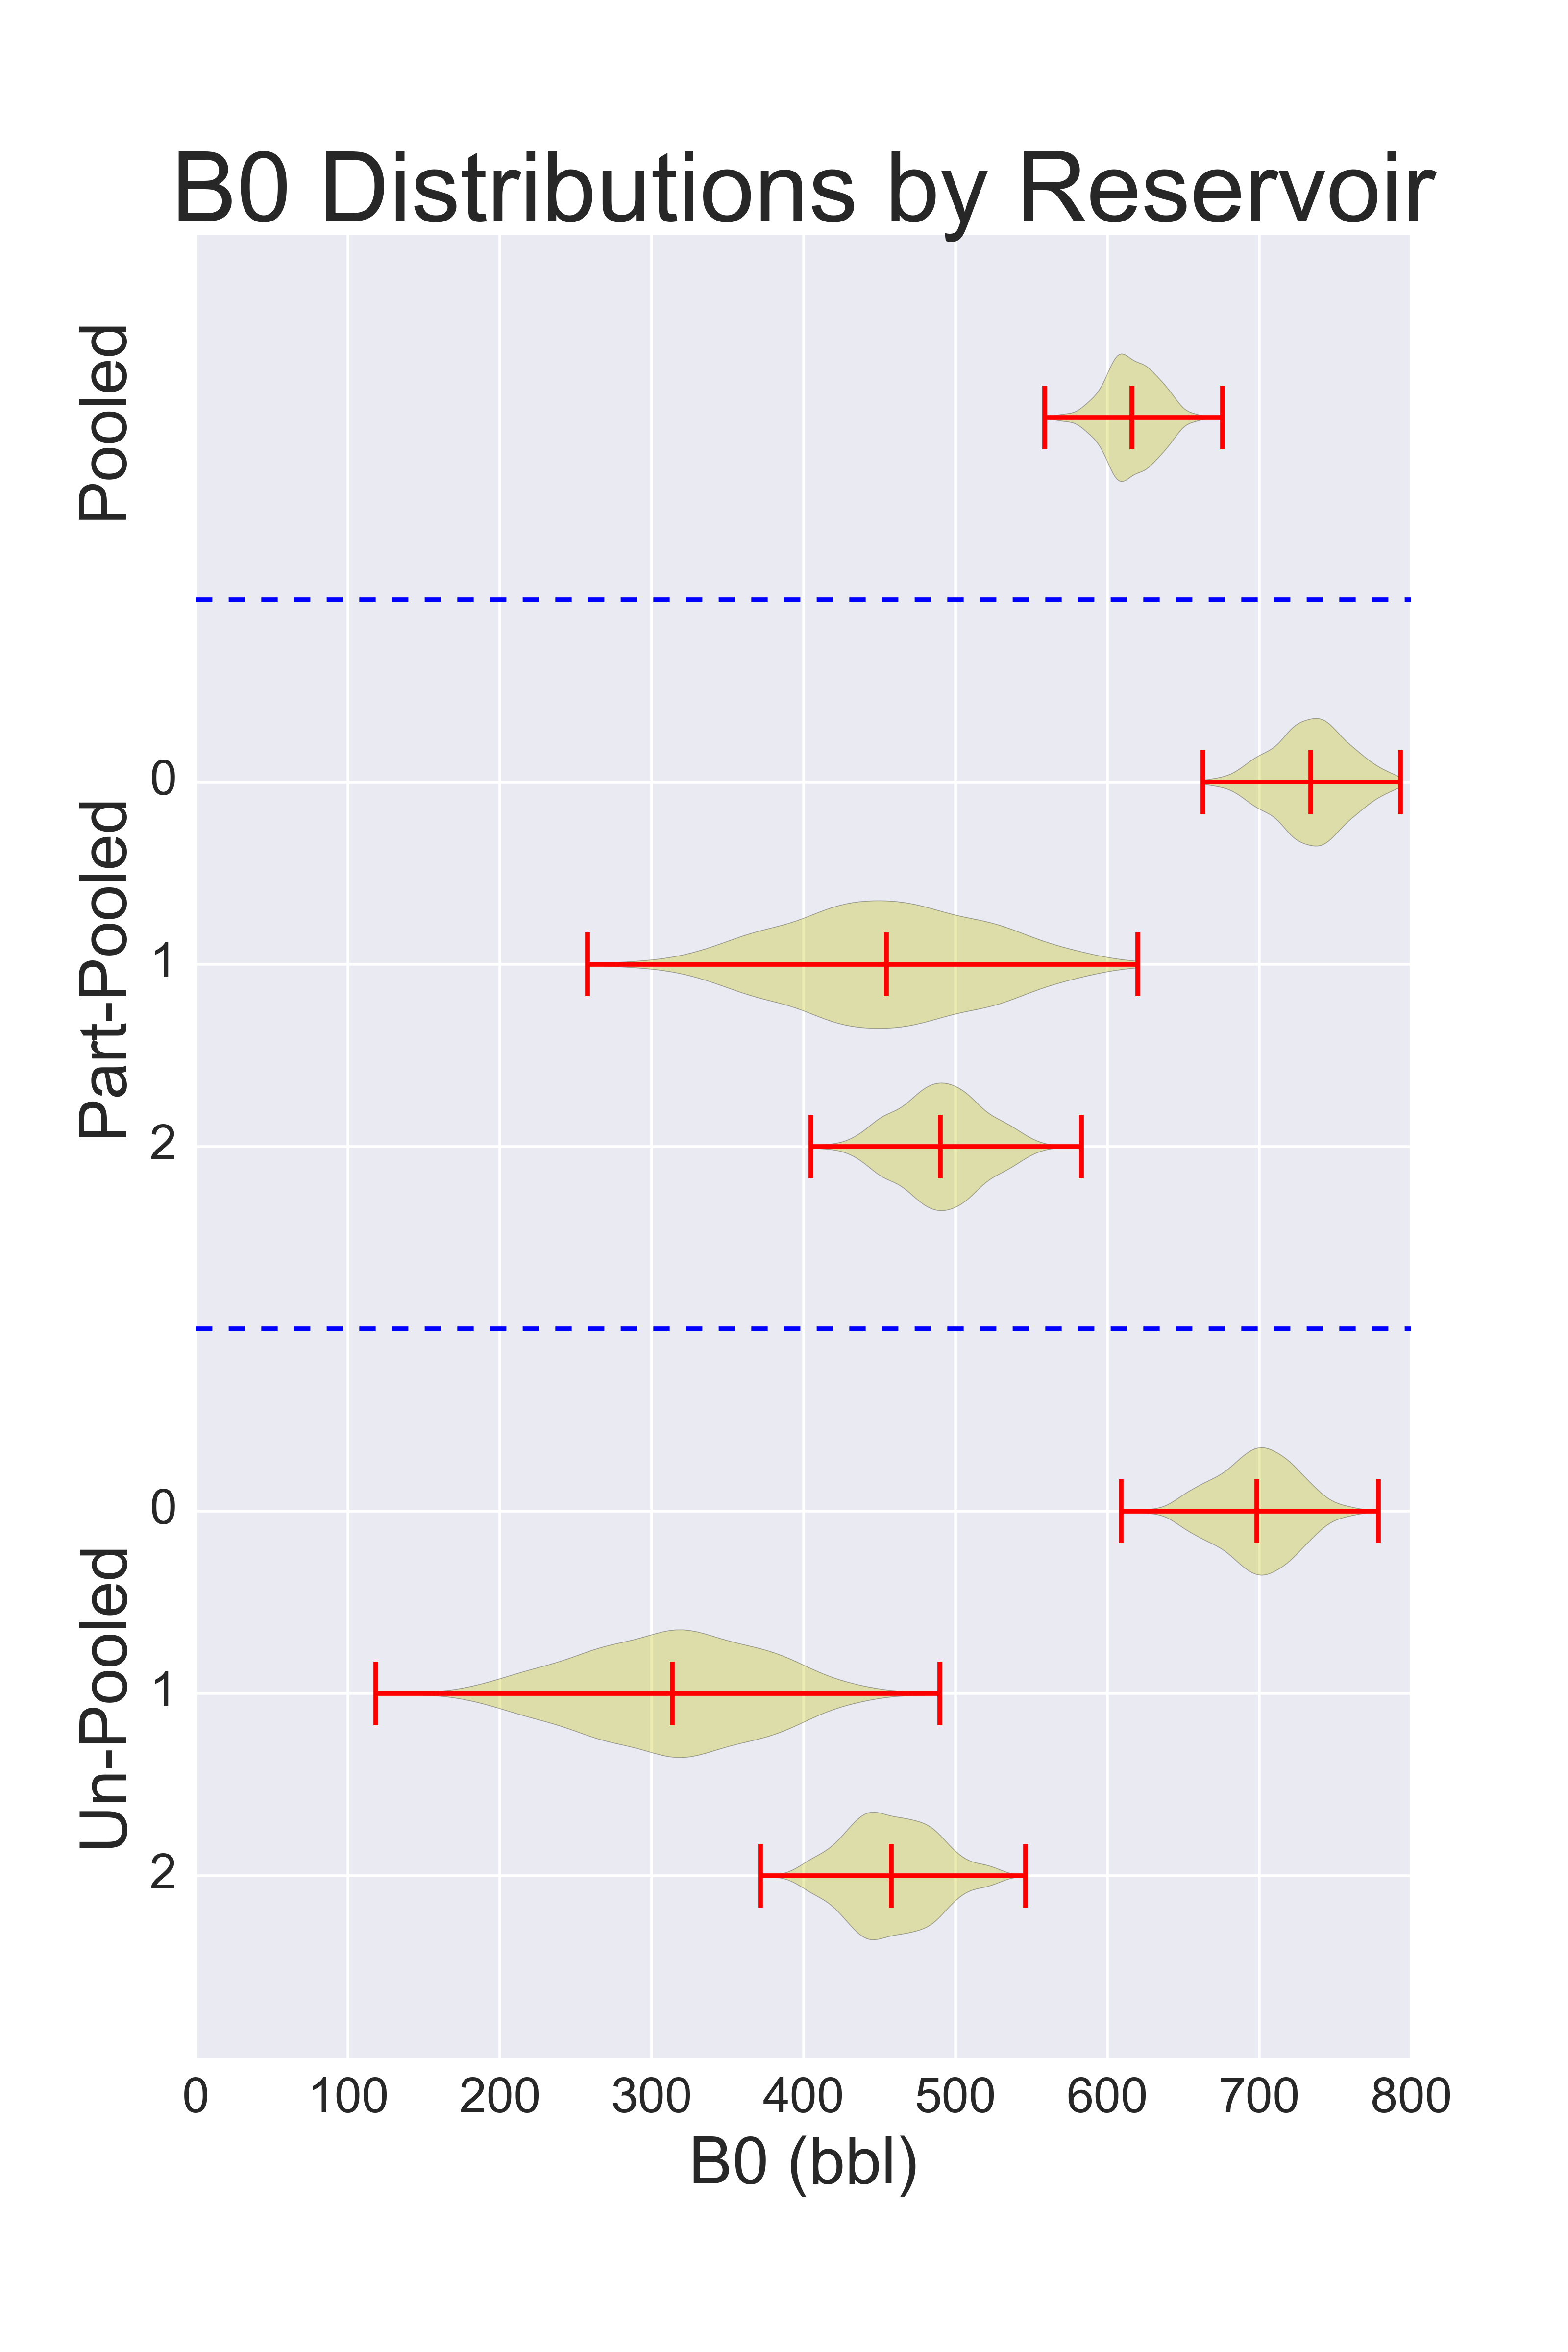 B0 Distributions by Reservoir
Pooled
Part-Pooled
0
1
2
Un-Pooled
0
1
2
0 100 200 300 400 500 600 700 800
B0 (bbl)